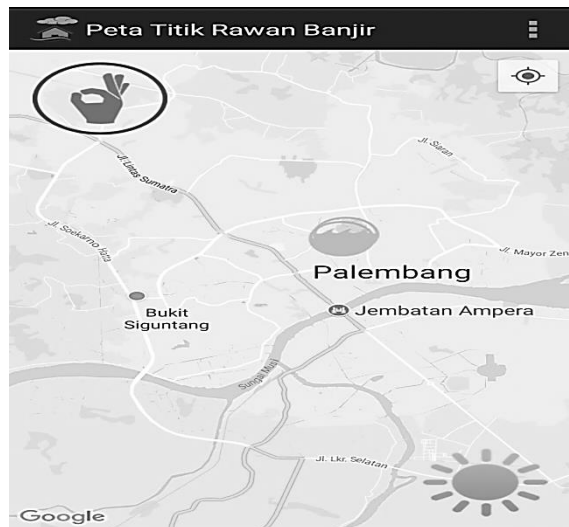 Peta Titik Rawan Banjir
Jl. Lintas Sumatra
Jl. Siaran
Jl. Soekarno Hatta
Jl. Mayor Zen
Palembang
Bukit
Siguntang
Jembatan Ampera
Sungai Musi
Jl. Lkr. Selatan
Google